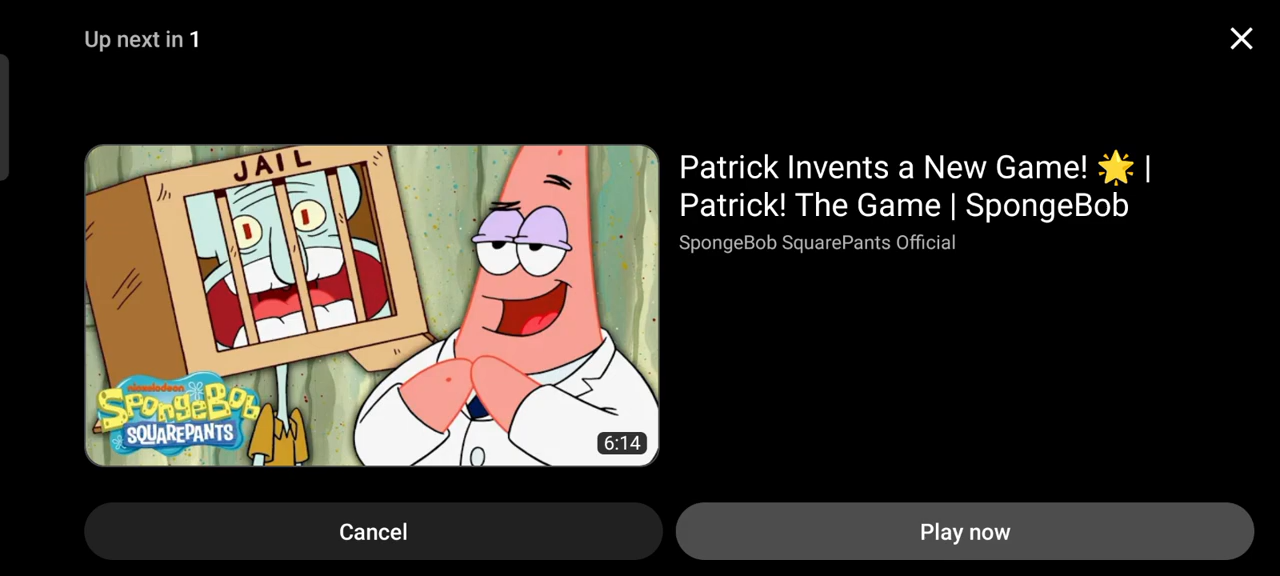 Up next in 1
JAIL
Patrick Invents a New Game! 🌟 |
Patrick! The Game | SpongeBob
SpongeBob SquarePants Official
nickelodeon
SpongeBob
SQUAREPANTS
6:14
Cancel
Play now